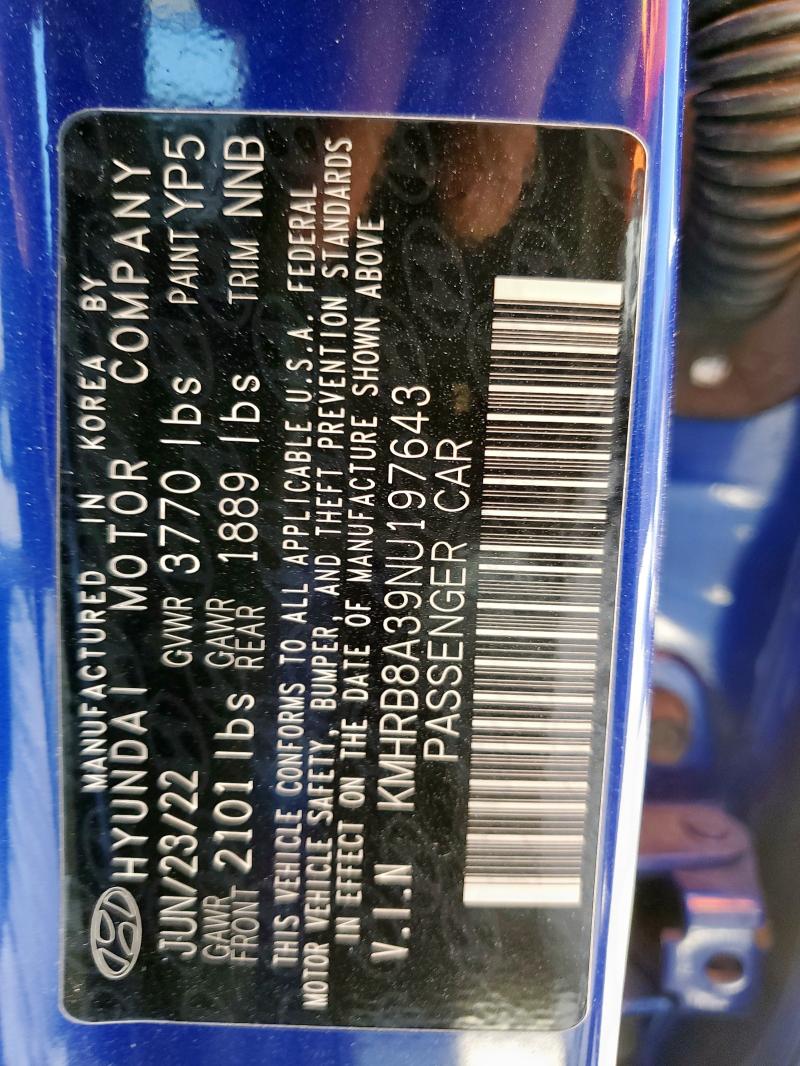 MANUFACTURED IN KOREA BY
HYUNDAI MOTOR COMPANY
JUN/23/22 GVWR 3770 lbs PAINT YP5
GAWR FRONT 2101 lbs GAWR REAR 1889 lbs TRIM NNB
THIS VEHICLE CONFORMS TO ALL APPLICABLE U.S.A. FEDERAL
MOTOR VEHICLE SAFETY, BUMPER, AND THEFT PREVENTION STANDARDS
IN EFFECT ON THE DATE OF MANUFACTURE SHOWN ABOVE
V.I.N KMHRB8A39NU197643
PASSENGER CAR